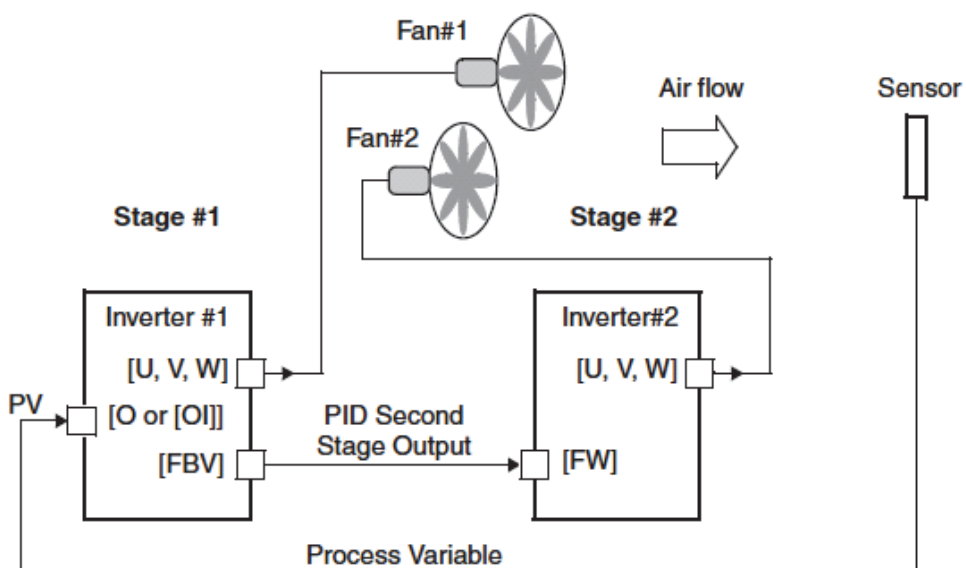 Fan#1
Air flow
Sensor
Fan#2
Stage #1
Stage #2
Inverter #1
Inverter#2
[U, V, W]
[U, V, W]
PV
[O or [OI]]
PID Second
Stage Output
[FBV]
[FW]
Process Variable